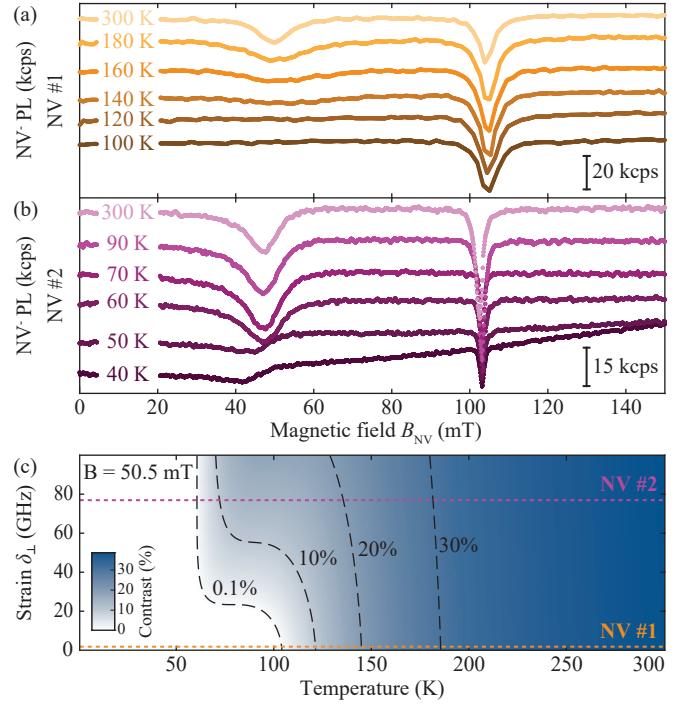 (a)
NV⁻ PL (kcps)
NV #1
300 K
180 K
160 K
140 K
120 K
100 K
20 kcps
(b)
NV⁻ PL (kcps)
NV #2
300 K
90 K
70 K
60 K
50 K
40 K
15 kcps
0 20 40 60 80 100 120 140
Magnetic field B_NV (mT)
(c)
B = 50.5 mT
NV #2
NV #1
0.1%
10%
20%
30%
Contrast (%)
30
20
10
0
Strain δ⊥ (GHz)
80
60
40
20
0
50 100 150 200 250 300
Temperature (K)